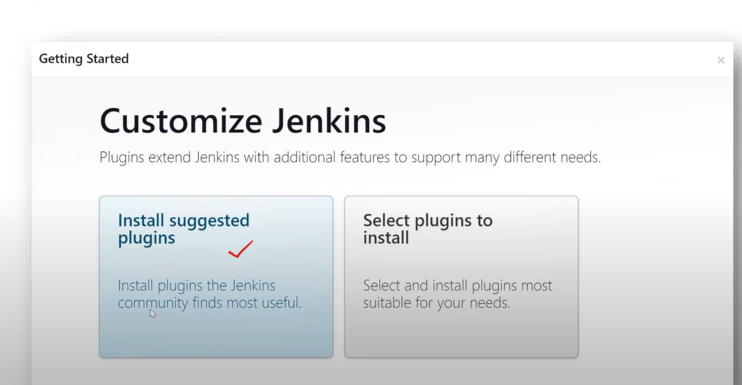 Getting Started
×
Customize Jenkins
Plugins extend Jenkins with additional features to support many different needs.
Install suggested
plugins
Install plugins the Jenkins
community finds most useful.
Select plugins to
install
Select and install plugins most
suitable for your needs.